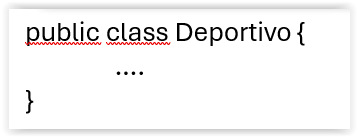 public class Deportivo {
....
}